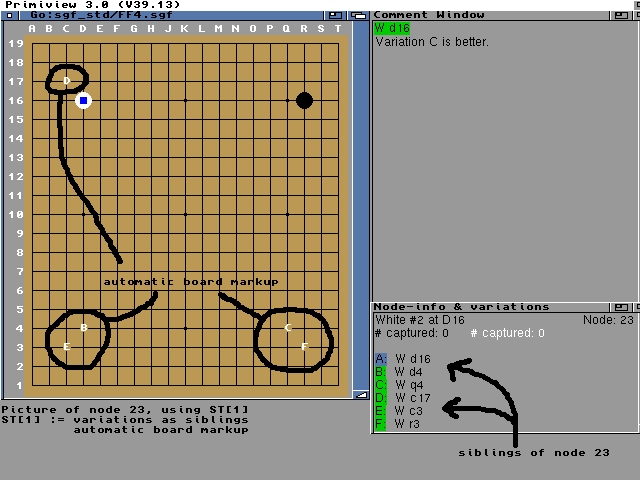 Primiview 3.0 (V39.13)
Go:sgf_std/FF4.sgf
A B C D E F G H J K L M N O P Q R S T
19
18
17 D
16
15
14
13
12
11
10
9
8
7
6
automatic board markup
5
4 B C
3 E F
2
1
Comment Window
W d16
Variation C is better.
Node-info & variations
White #2 at D16 Node: 23
# captured: 0 # captured: 0
A: W d16
B: W d4
C: W q4
D: W c17
E: W c3
F: W r3
siblings of node 23
Picture of node 23, using ST[1]
ST[1] := variations as siblings
automatic board markup